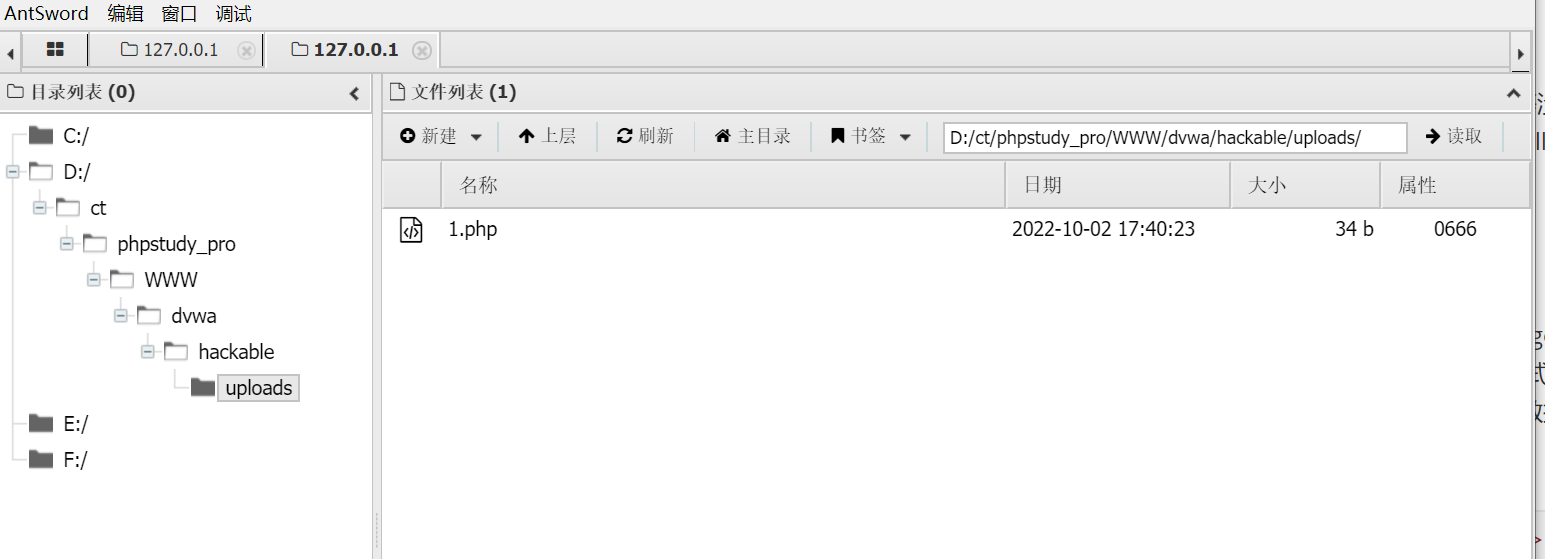 AntSword 编辑 窗口 调试
127.0.0.1 127.0.0.1
目录列表 (0)
文件列表 (1)
新建 上层 刷新 主目录 书签 D:/ct/phpstudy_pro/WWW/dvwa/hackable/uploads/ 读取
名称 日期 大小 属性
1.php 2022-10-02 17:40:23 34 b 0666
C:/
D:/
ct
phpstudy_pro
WWW
dvwa
hackable
uploads
E:/
F:/